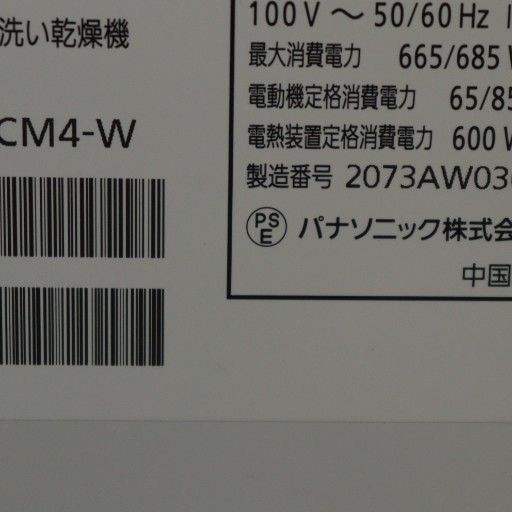 洗い乾燥機
CM4-W
100V～50/60Hz
最大消費電力 665/685W
電動機定格消費電力 65/85
電熱装置定格消費電力 600W
製造番号 2073AW03
PSE パナソニック株式会
中国